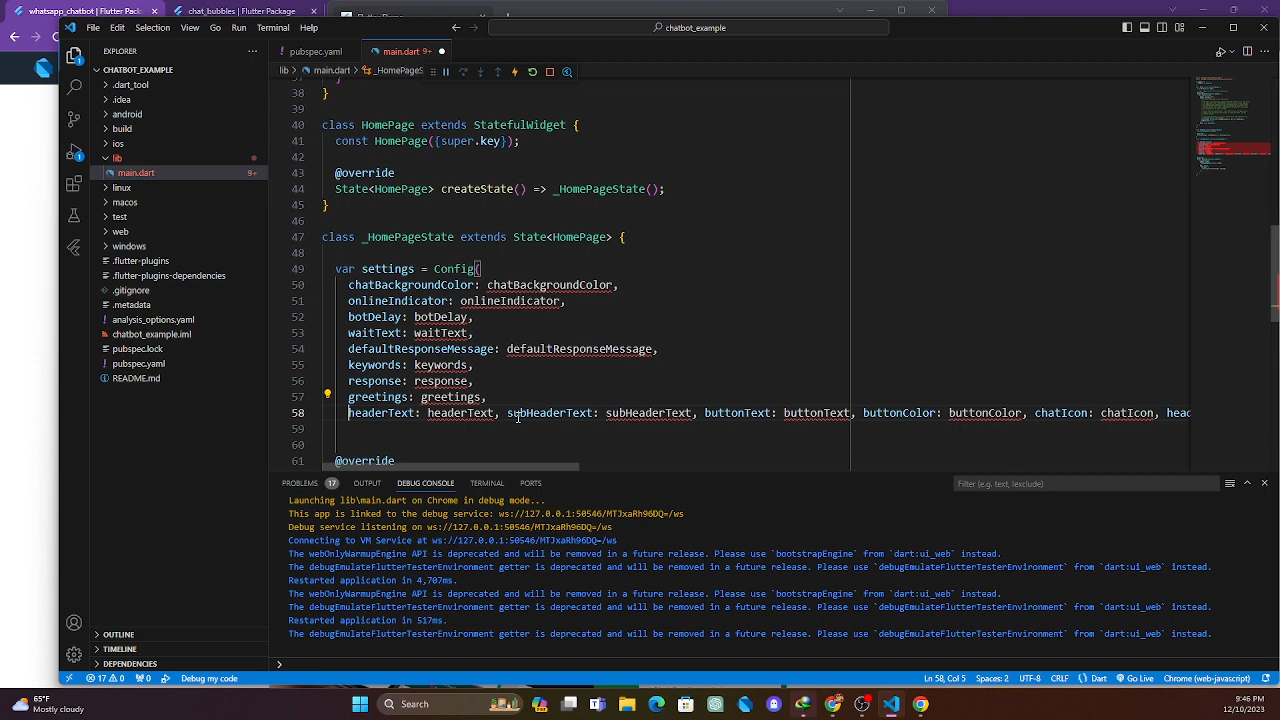 whatsapp_chatbot | Flutter Pac
chat_bubbles | Flutter Package
File Edit Selection View Go Run Terminal Help
chatbot_example
EXPLORER
pubspec.yaml
main.dart 9+
lib > main.dart > _HomePageS
CHATBOT_EXAMPLE
.dart_tool
.idea
android
build
ios
lib
main.dart 9+
linux
macos
test
web
windows
.flutter-plugins
.flutter-plugins-dependencies
.gitignore
.metadata
analysis_options.yaml
chatbot_example.iml
pubspec.lock
pubspec.yaml
README.md
OUTLINE
TIMELINE
DEPENDENCIES
37 }
38 }
39
40 class HomePage extends StatefulWidget {
41 const HomePage({super.key});
42
43 @override
44 State<HomePage> createState() => _HomePageState();
45 }
46
47 class _HomePageState extends State<HomePage> {
48
49 var settings = Config(
50 chatBackgroundColor: chatBackgroundColor,
51 onlineIndicator: onlineIndicator,
52 botDelay: botDelay,
53 waitText: waitText,
54 defaultResponseMessage: defaultResponseMessage,
55 keywords: keywords,
56 response: response,
57 greetings: greetings,
58 headerText: headerText, subHeaderText: subHeaderText, buttonText: buttonText, buttonColor: buttonColor, chatIcon: chatIcon, head
59
60
61 @override
PROBLEMS 17 OUTPUT DEBUG CONSOLE TERMINAL PORTS
Filter (e.g. text, !exclude)
Launching lib\main.dart on Chrome in debug mode...
This app is linked to the debug service: ws://127.0.0.1:50546/MTJxaRh96DQ=/ws
Debug service listening on ws://127.0.0.1:50546/MTJxaRh96DQ=/ws
Connecting to VM Service at ws://127.0.0.1:50546/MTJxaRh96DQ=/ws
The webOnlyWarmupEngine API is deprecated and will be removed in a future release. Please use `bootstrapEngine` from `dart:ui_web` instead.
The debugEmulateFlutterTesterEnvironment getter is deprecated and will be removed in a future release. Please use `debugEmulateFlutterTesterEnvironment` from `dart:ui_web` instead.
Restarted application in 4,707ms.
The webOnlyWarmupEngine API is deprecated and will be removed in a future release. Please use `bootstrapEngine` from `dart:ui_web` instead.
The debugEmulateFlutterTesterEnvironment getter is deprecated and will be removed in a future release. Please use `debugEmulateFlutterTesterEnvironment` from `dart:ui_web` instead.
Restarted application in 517ms.
The debugEmulateFlutterTesterEnvironment getter is deprecated and will be removed in a future release. Please use `debugEmulateFlutterTesterEnvironment` from `dart:ui_web` instead.
17 0 0 Debug my code
Ln 58, Col 5 Spaces: 2 UTF-8 CRLF {} Dart Go Live Chrome (web-javascript)
65°F
Mostly cloudy
Search
9:46 PM
12/10/2023